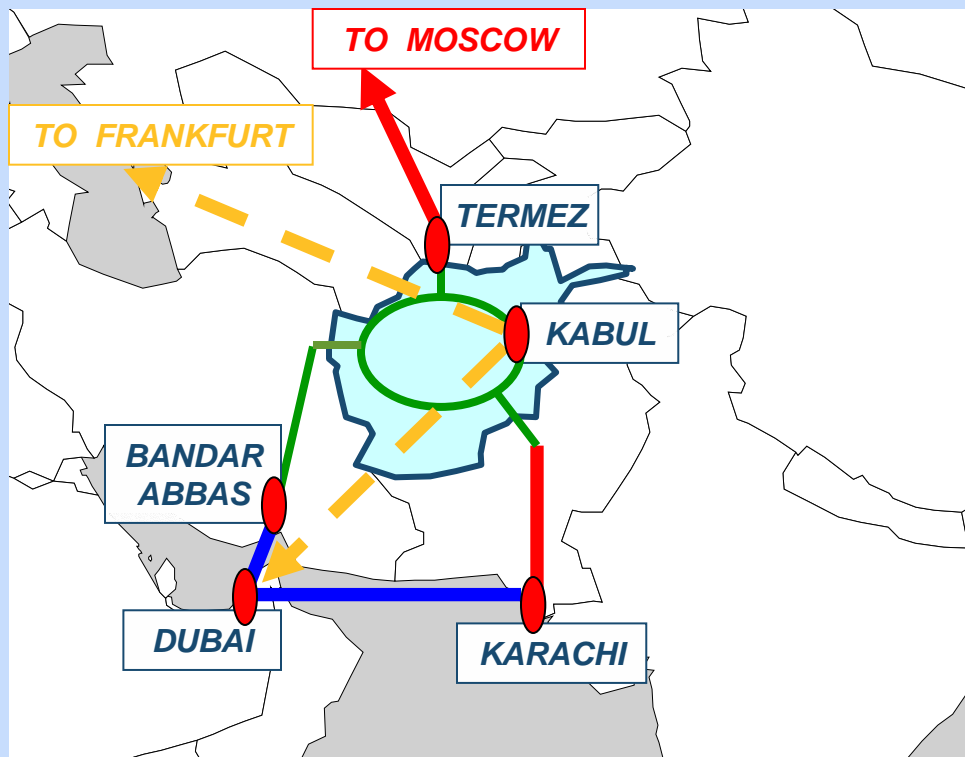 TO MOSCOW
TO FRANKFURT
TERMEZ
KABUL
BANDAR
ABBAS
DUBAI
KARACHI